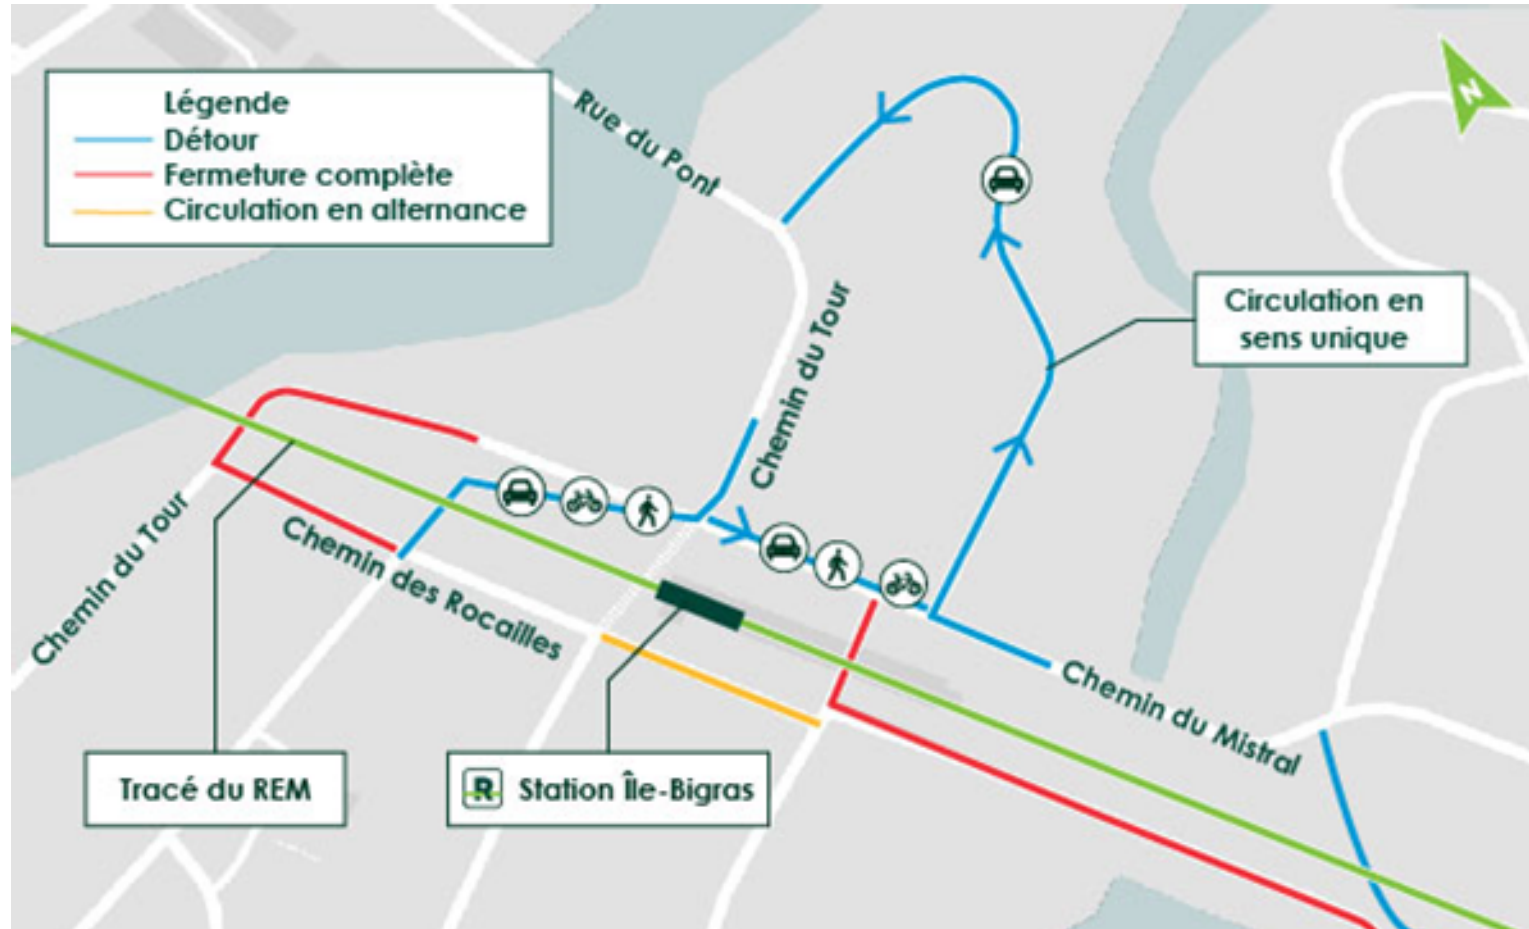 Légende
Détour
Fermeture complète
Circulation en alternance
Rue du Pont
N
Circulation en
sens unique
Chemin du Tour
Chemin du Tour
Chemin des Rocailles
Chemin du Mistral
Tracé du REM
R Station Île-Bigras